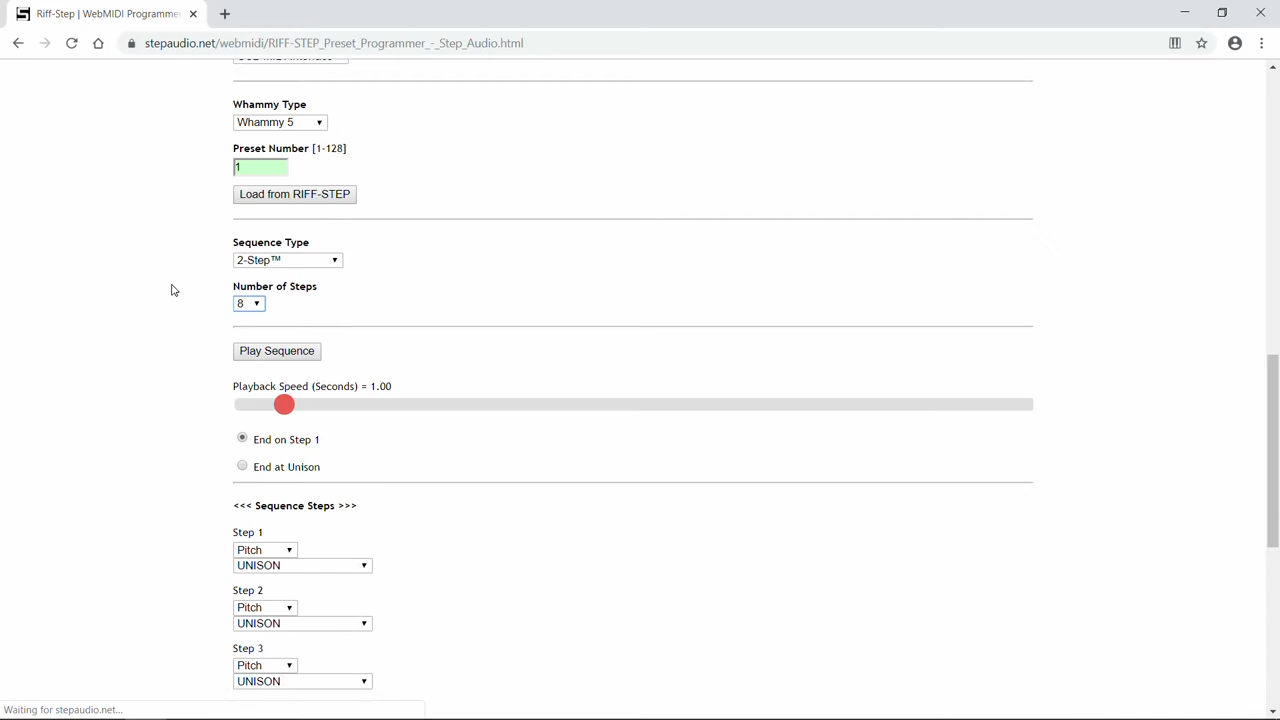 Riff-Step | WebMIDI Programme
stepaudio.net/webmidi/RIFF-STEP_Preset_Programmer_-_Step_Audio.html
Whammy Type
Whammy 5
Preset Number [1-128]
1
Load from RIFF-STEP
Sequence Type
2-Step™
Number of Steps
8
Play Sequence
Playback Speed (Seconds) = 1.00
End on Step 1
End at Unison
<<< Sequence Steps >>>
Step 1
Pitch
UNISON
Step 2
Pitch
UNISON
Step 3
Pitch
UNISON
Waiting for stepaudio.net...